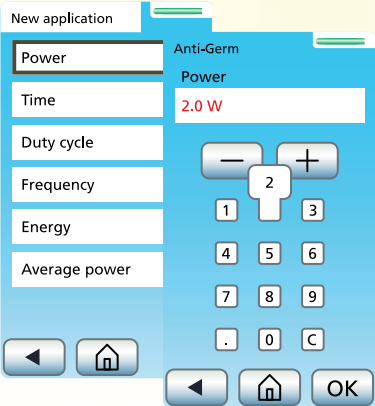 New application
Power
Time
Duty cycle
Frequency
Energy
Average power
Anti-Germ
Power
2.0 W
− +
2
1 3
4 5 6
7 8 9
. 0 C
OK